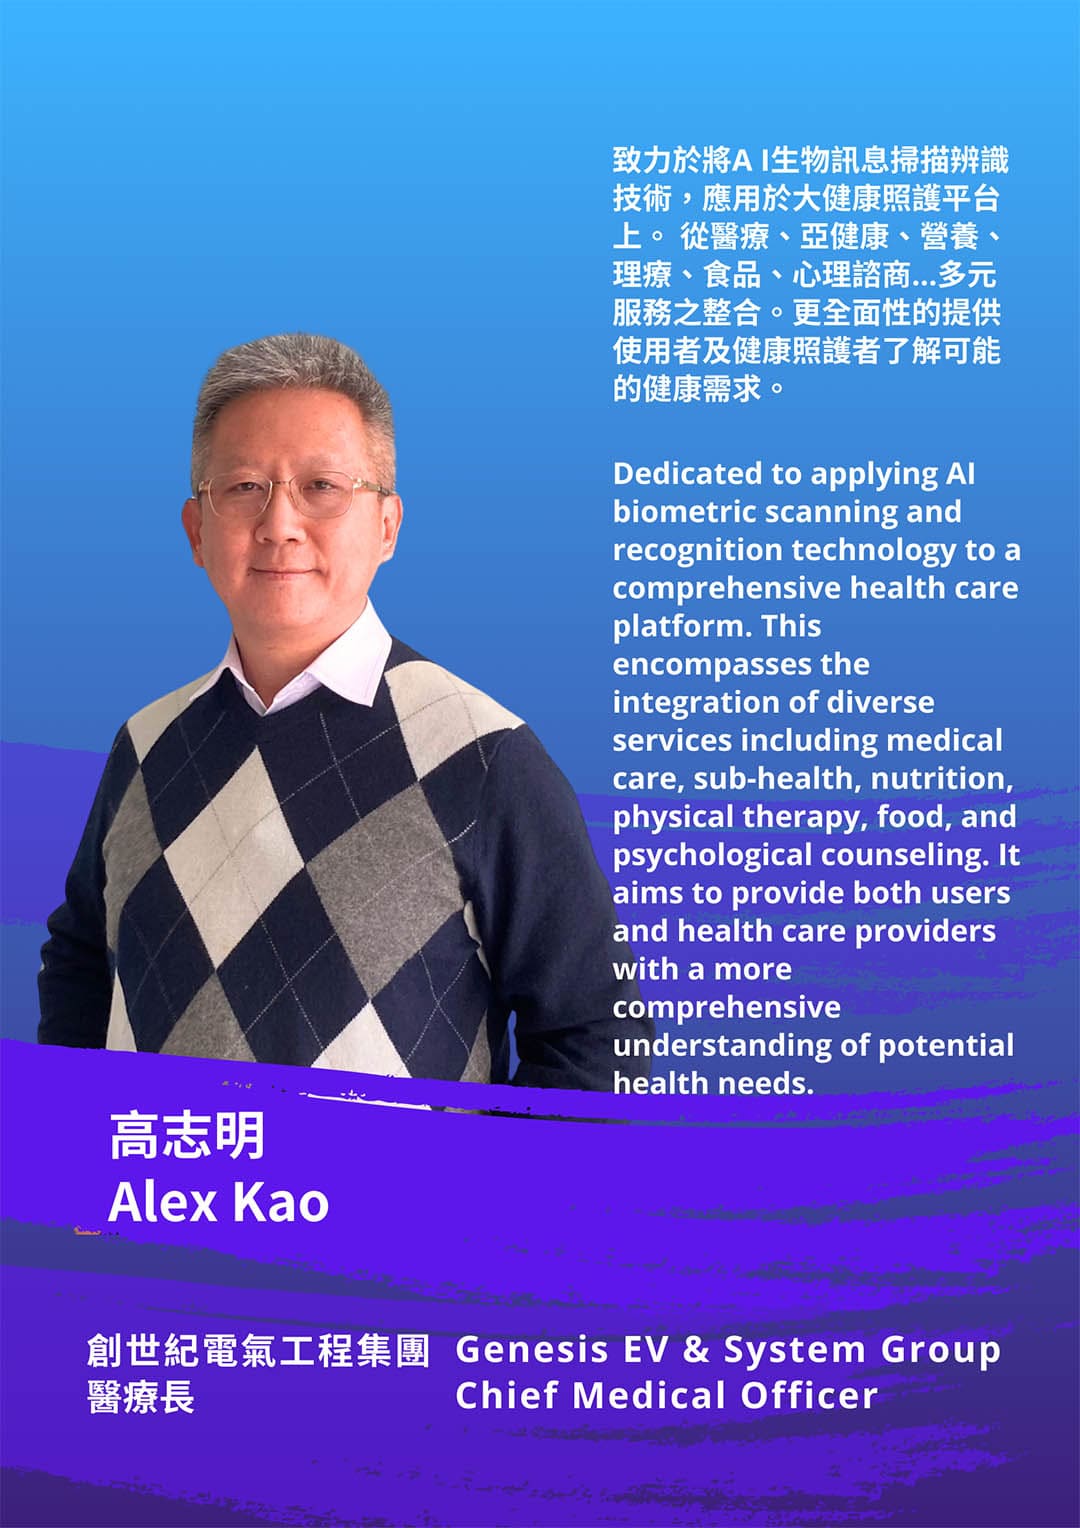 致力於將A I生物訊息掃描辨識
技術，應用於大健康照護平台
上。 從醫療、亞健康、營養、
理療、食品、心理諮商...多元
服務之整合。更全面性的提供
使用者及健康照護者了解可能
的健康需求。
Dedicated to applying AI
biometric scanning and
recognition technology to a
comprehensive health care
platform. This
encompasses the
integration of diverse
services including medical
care, sub-health, nutrition,
physical therapy, food, and
psychological counseling. It
aims to provide both users
and health care providers
with a more
comprehensive
understanding of potential
health needs.
高志明
Alex Kao
創世紀電氣工程集團
醫療長
Genesis EV & System Group
Chief Medical Officer